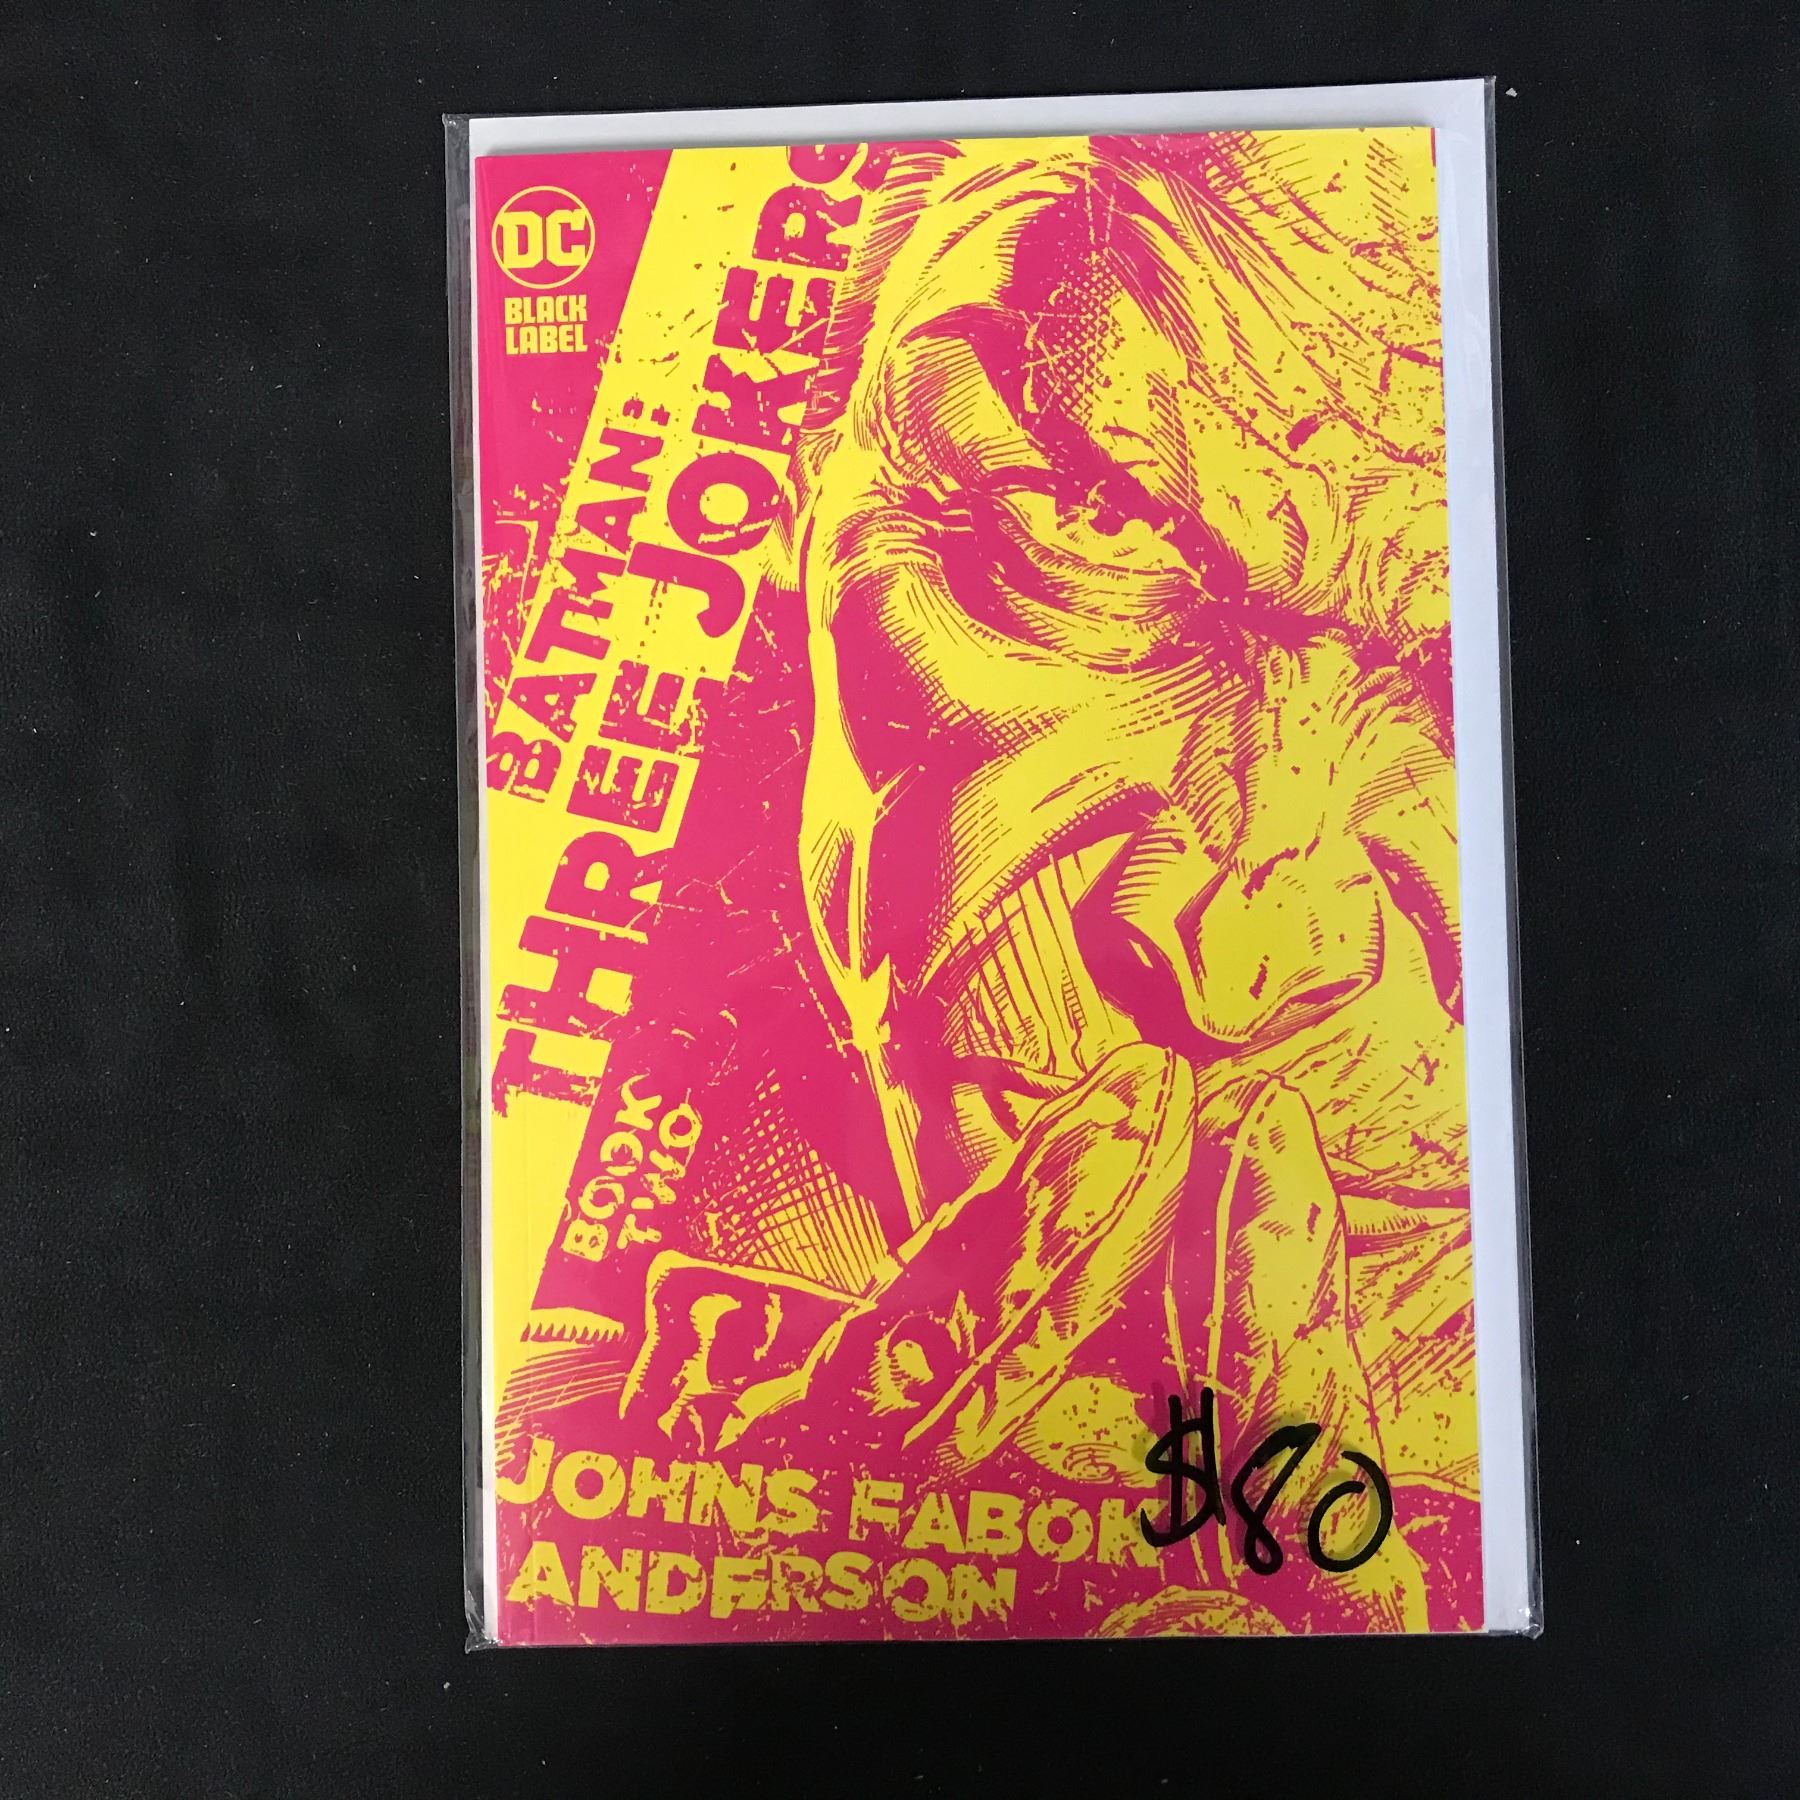 DC
BLACK
LABEL
BATMAN:
THREE JOKERS
BOOK
TWO
JOHNS FABOK
ANDERSON
$80